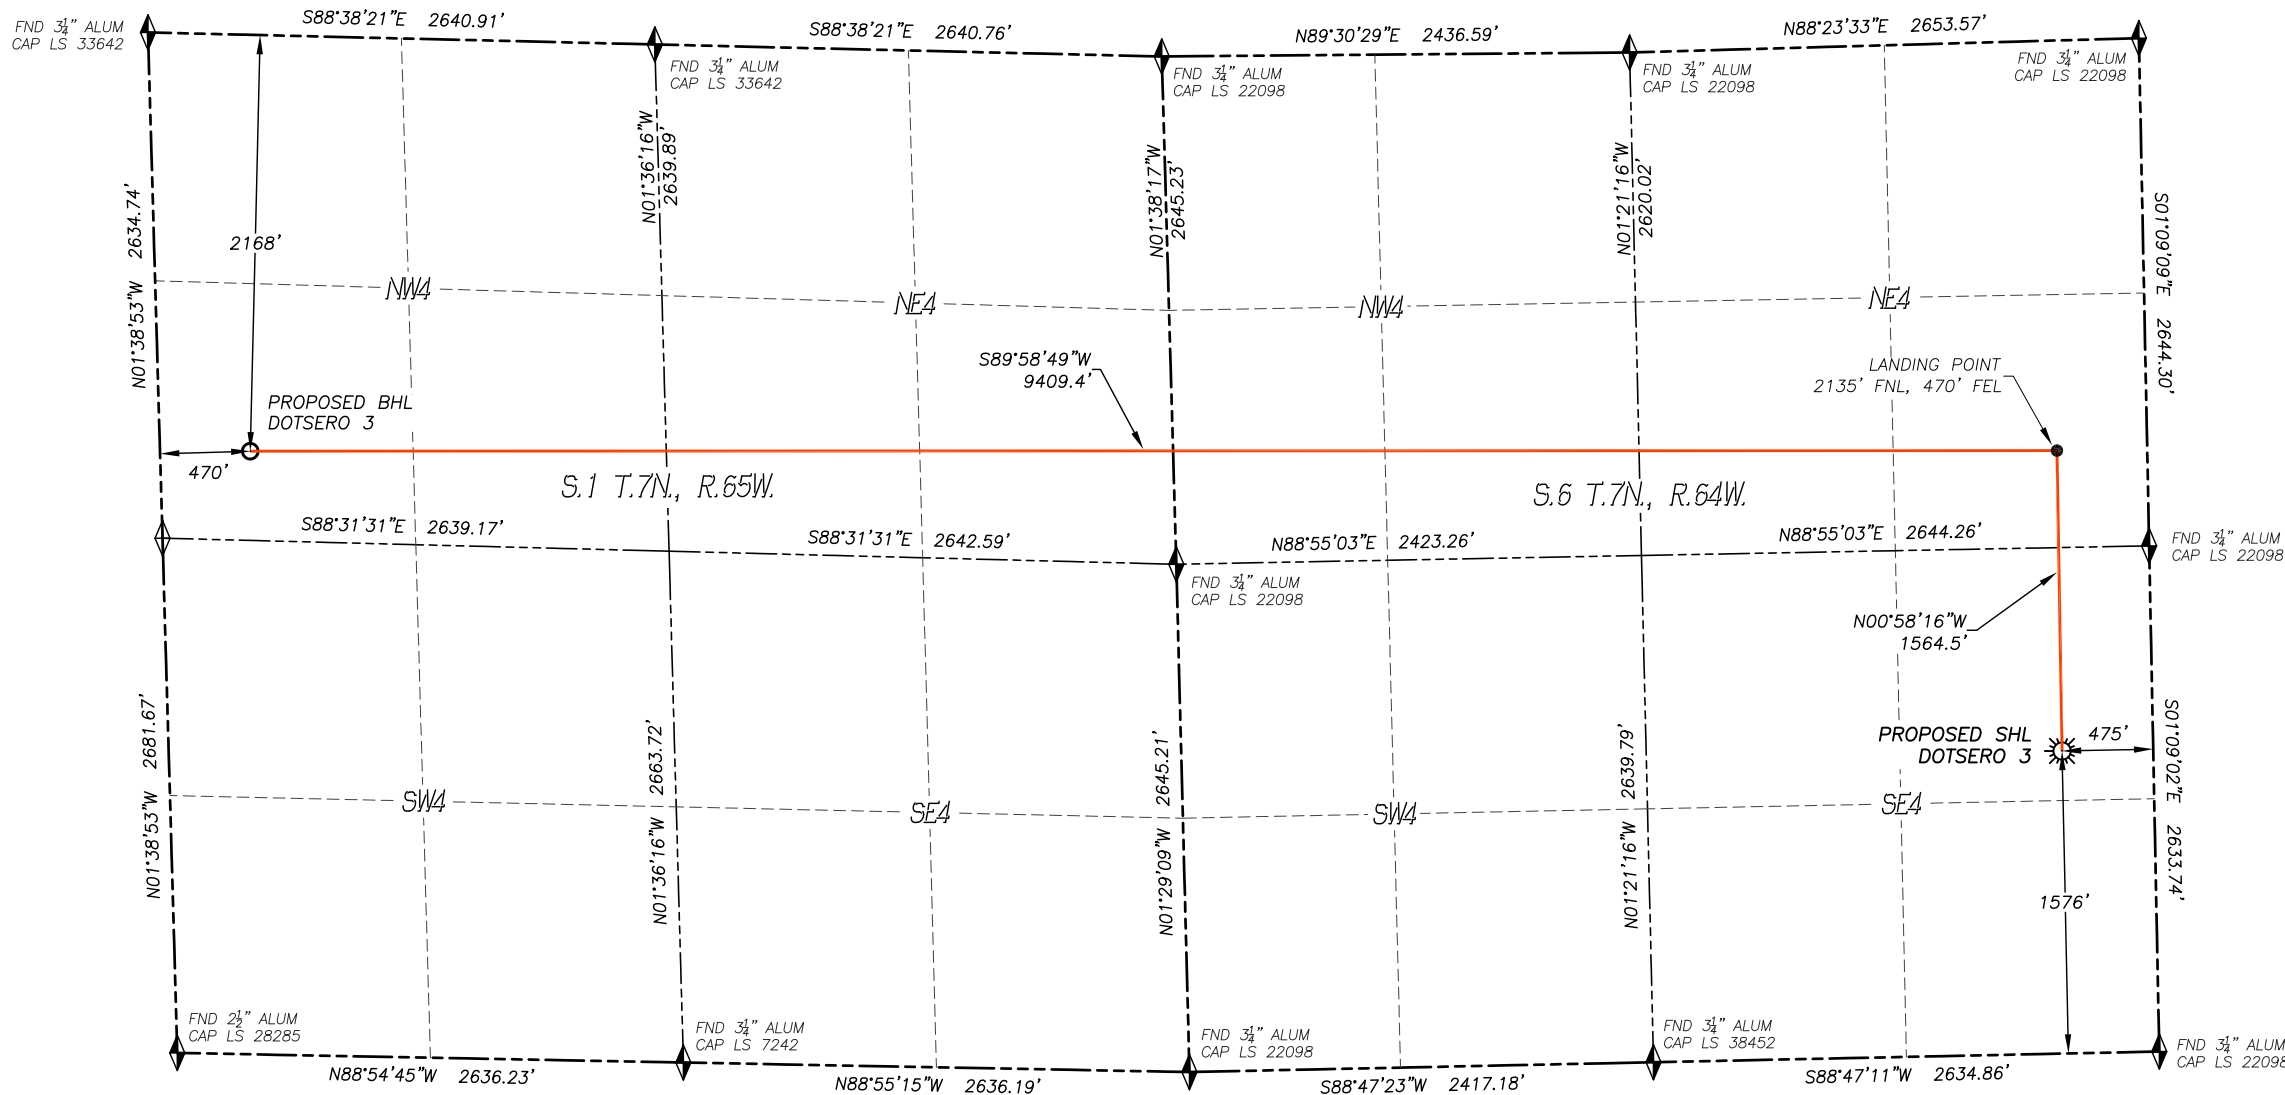 S88°38'21"E 2640.91'
S88°38'21"E 2640.76'
N89°30'29"E 2436.59'
N88°23'33"E 2653.57'
FND 3¼" ALUM
CAP LS 33642
FND 3¼" ALUM
CAP LS 33642
FND 3¼" ALUM
CAP LS 22098
FND 3¼" ALUM
CAP LS 22098
FND 3¼" ALUM
CAP LS 22098
N01°38'53"W 2634.74'
2168'
N01°36'16"W
2639.89'
N01°38'17"W
2645.23'
N01°21'16"W
2620.02'
S01°09'09"E 2644.30'
NW4
NE4
NW4
NE4
S89°58'49"W
9409.4'
LANDING POINT
2135' FNL, 470' FEL
PROPOSED BHL
DOTSERO 3
470'
S.1 T.7N., R.65W.
S.6 T.7N., R.64W.
S88°31'31"E 2639.17'
S88°31'31"E 2642.59'
N88°55'03"E 2423.26'
N88°55'03"E 2644.26'
FND 3¼" ALUM
CAP LS 22098
FND 3¼" ALUM
CAP LS 22098
N00°58'16"W
1564.5'
PROPOSED SHL
DOTSERO 3
475'
N01°38'53"W 2681.67'
N01°36'16"W 2663.72'
N01°29'09"W 2645.21'
N01°21'16"W 2639.79'
S01°09'02"E 2633.74'
SW4
SE4
SW4
SE4
1576'
FND 2½" ALUM
CAP LS 28285
FND 3¼" ALUM
CAP LS 7242
FND 3¼" ALUM
CAP LS 22098
FND 3¼" ALUM
CAP LS 38452
FND 3¼" ALUM
CAP LS 22098
N88°54'45"W 2636.23'
N88°55'15"W 2636.19'
S88°47'23"W 2417.18'
S88°47'11"W 2634.86'